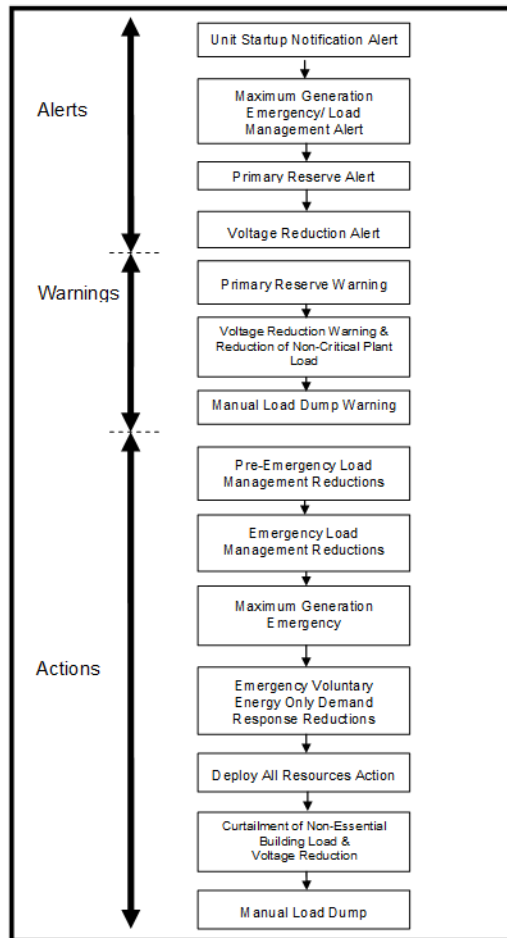 Alerts
Unit Startup Notification Alert
Maximum Generation
Emergency/ Load
Management Alert
Primary Reserve Alert
Voltage Reduction Alert
Warnings
Primary Reserve Warning
Voltage Reduction Warning &
Reduction of Non-Critical Plant
Load
Manual Load Dump Warning
Actions
Pre-Emergency Load
Management Reductions
Emergency Load
Management Reductions
Maximum Generation
Emergency
Emergency Voluntary
Energy Only Demand
Response Reductions
Deploy All Resources Action
Curtailment of Non-Essential
Building Load &
Voltage Reduction
Manual Load Dump